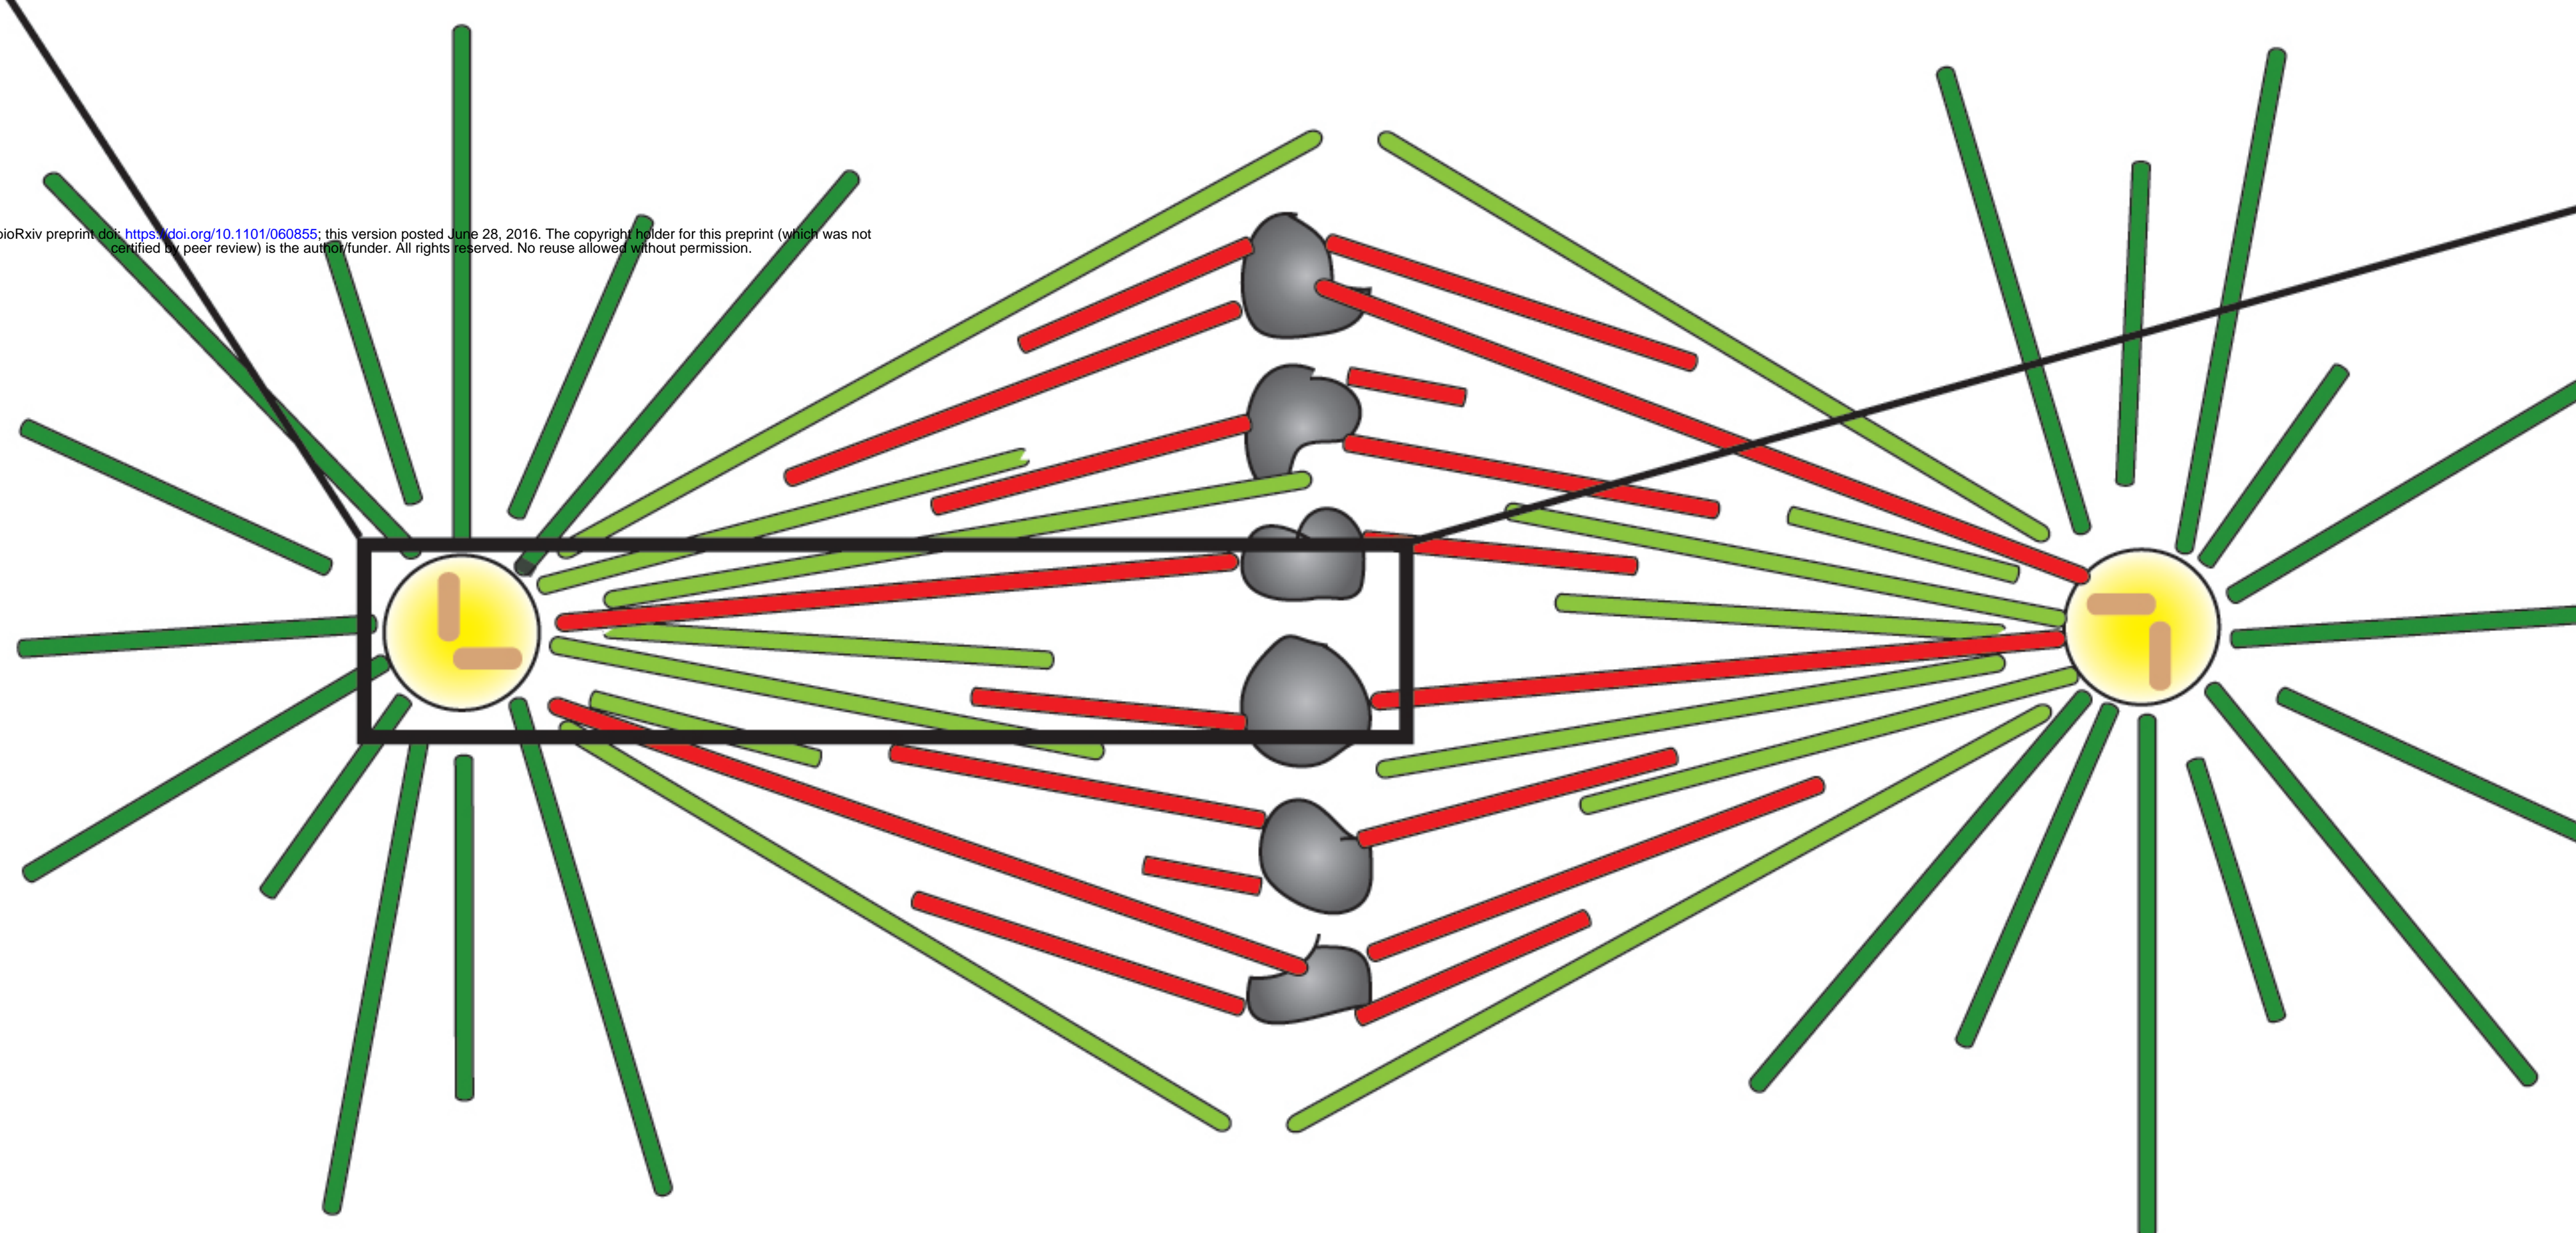 bioRxiv preprint doi: https://doi.org/10.1101/060855; this version posted June 28, 2016. The copyright holder for this preprint (which was not
certified by peer review) is the author/funder. All rights reserved. No reuse allowed without permission.